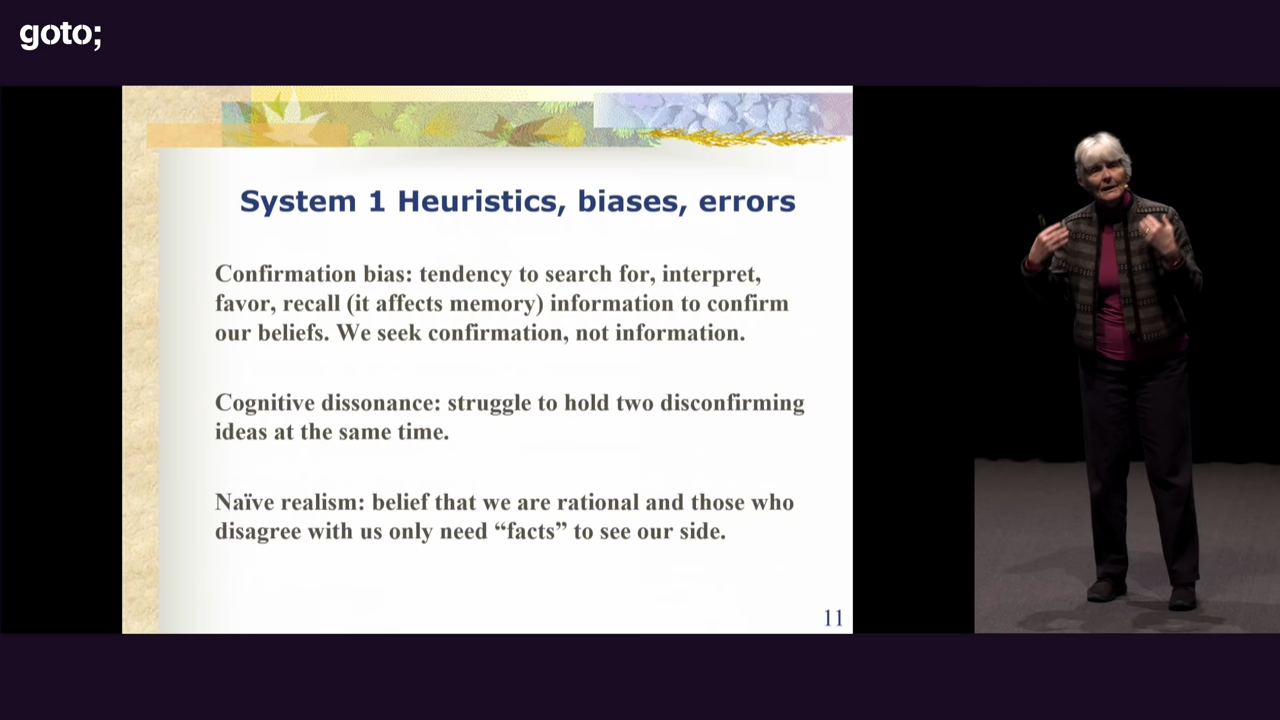 goto;
System 1 Heuristics, biases, errors
Confirmation bias: tendency to search for, interpret,
favor, recall (it affects memory) information to confirm
our beliefs. We seek confirmation, not information.
Cognitive dissonance: struggle to hold two disconfirming
ideas at the same time.
Naïve realism: belief that we are rational and those who
disagree with us only need “facts” to see our side.
11